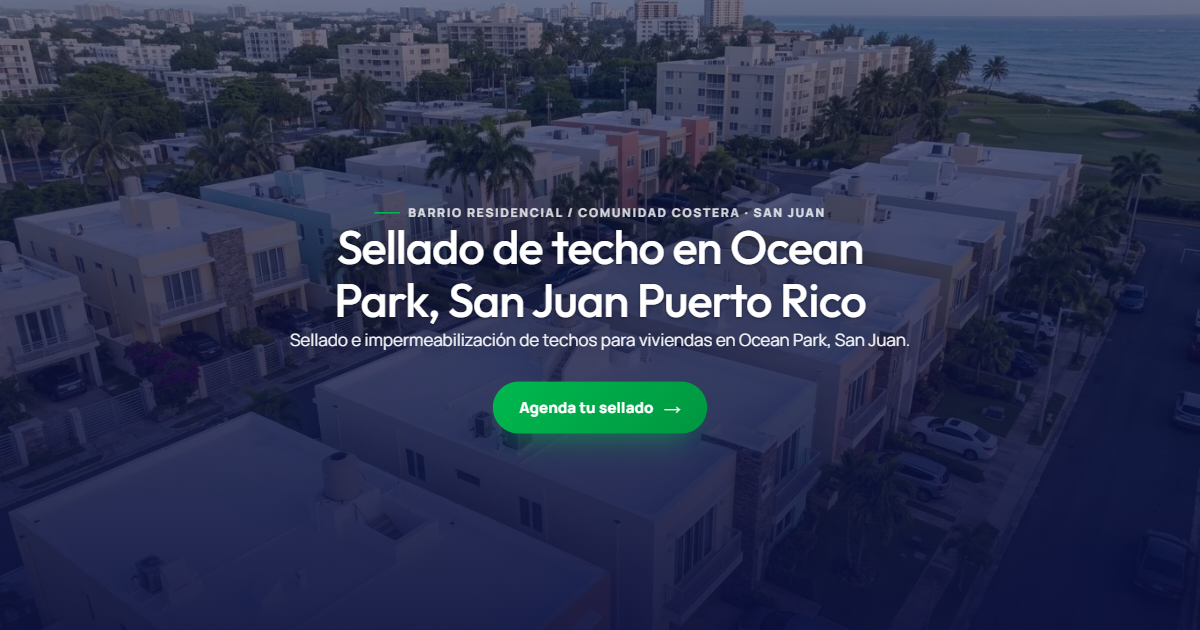 BARRIO RESIDENCIAL / COMUNIDAD COSTERA · SAN JUAN
Sellado de techo en Ocean
Park, San Juan Puerto Rico
Sellado e impermeabilización de techos para viviendas en Ocean Park, San Juan.
Agenda tu sellado →